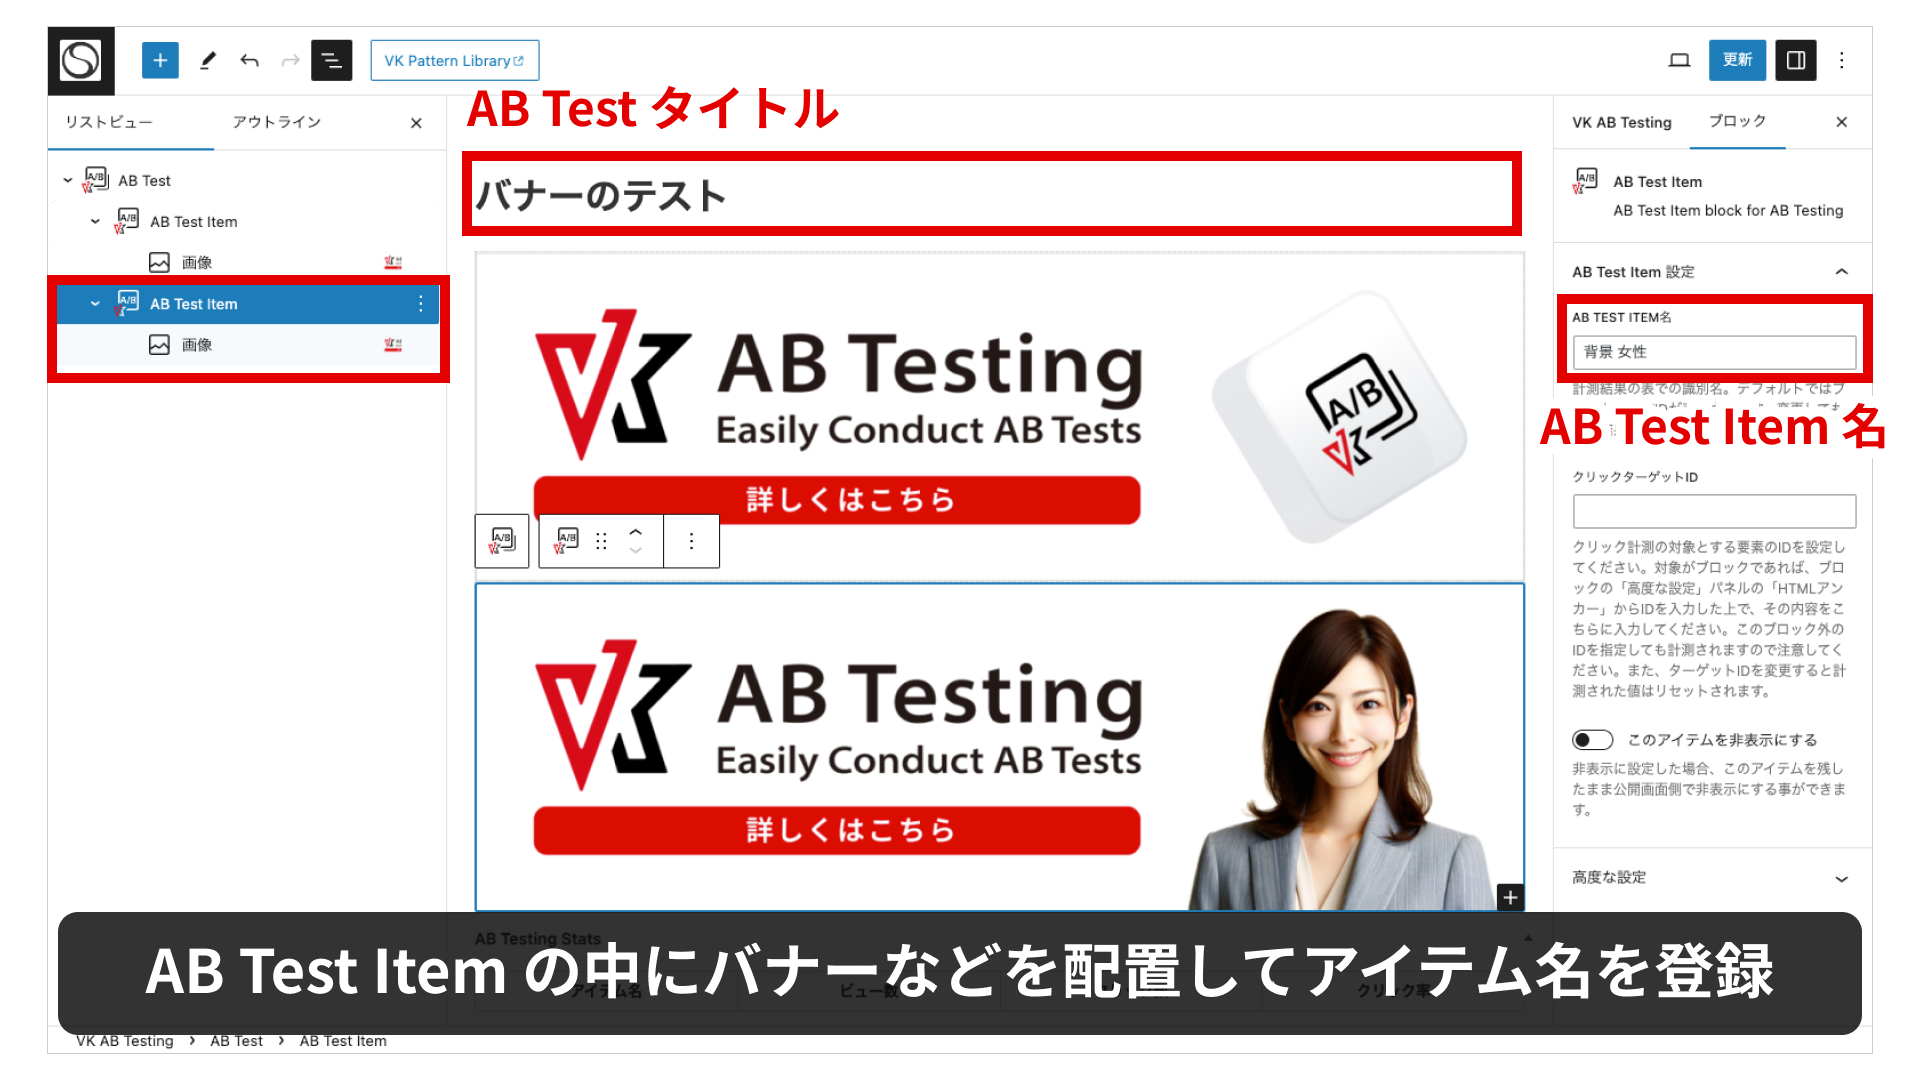 VK Pattern Library
更新
リストビュー
アウトライン
AB Test
AB Test Item
画像
AB Test Item
画像
AB Test タイトル
バナーのテスト
AB Testing
Easily Conduct AB Tests
詳しくはこちら
A/B
AB Testing
Easily Conduct AB Tests
詳しくはこちら
AB Testing Stats
アイテム名
ビュー数
クリック率
VK AB Testing
ブロック
AB Test Item
AB Test Item block for AB Testing
AB Test Item 設定
AB TEST ITEM名
背景 女性
計測結果の表での識別名。デフォルトではブ
AB Test Item 名
クリックターゲットID
クリック計測の対象とする要素のIDを設定し
てください。対象がブロックであれば、ブロ
ックの「高度な設定」パネルの「HTMLアン
カー」からIDを入力した上で、その内容をこ
ちらに入力してください。このブロック外の
IDを指定しても計測されますので注意してく
ださい。また、ターゲットIDを変更すると計
測された値はリセットされます。
このアイテムを非表示にする
非表示に設定した場合、このアイテムを残し
たまま公開画面側で非表示にする事ができま
す。
高度な設定
AB Test Item の中にバナーなどを配置してアイテム名を登録
VK AB Testing > AB Test > AB Test Item